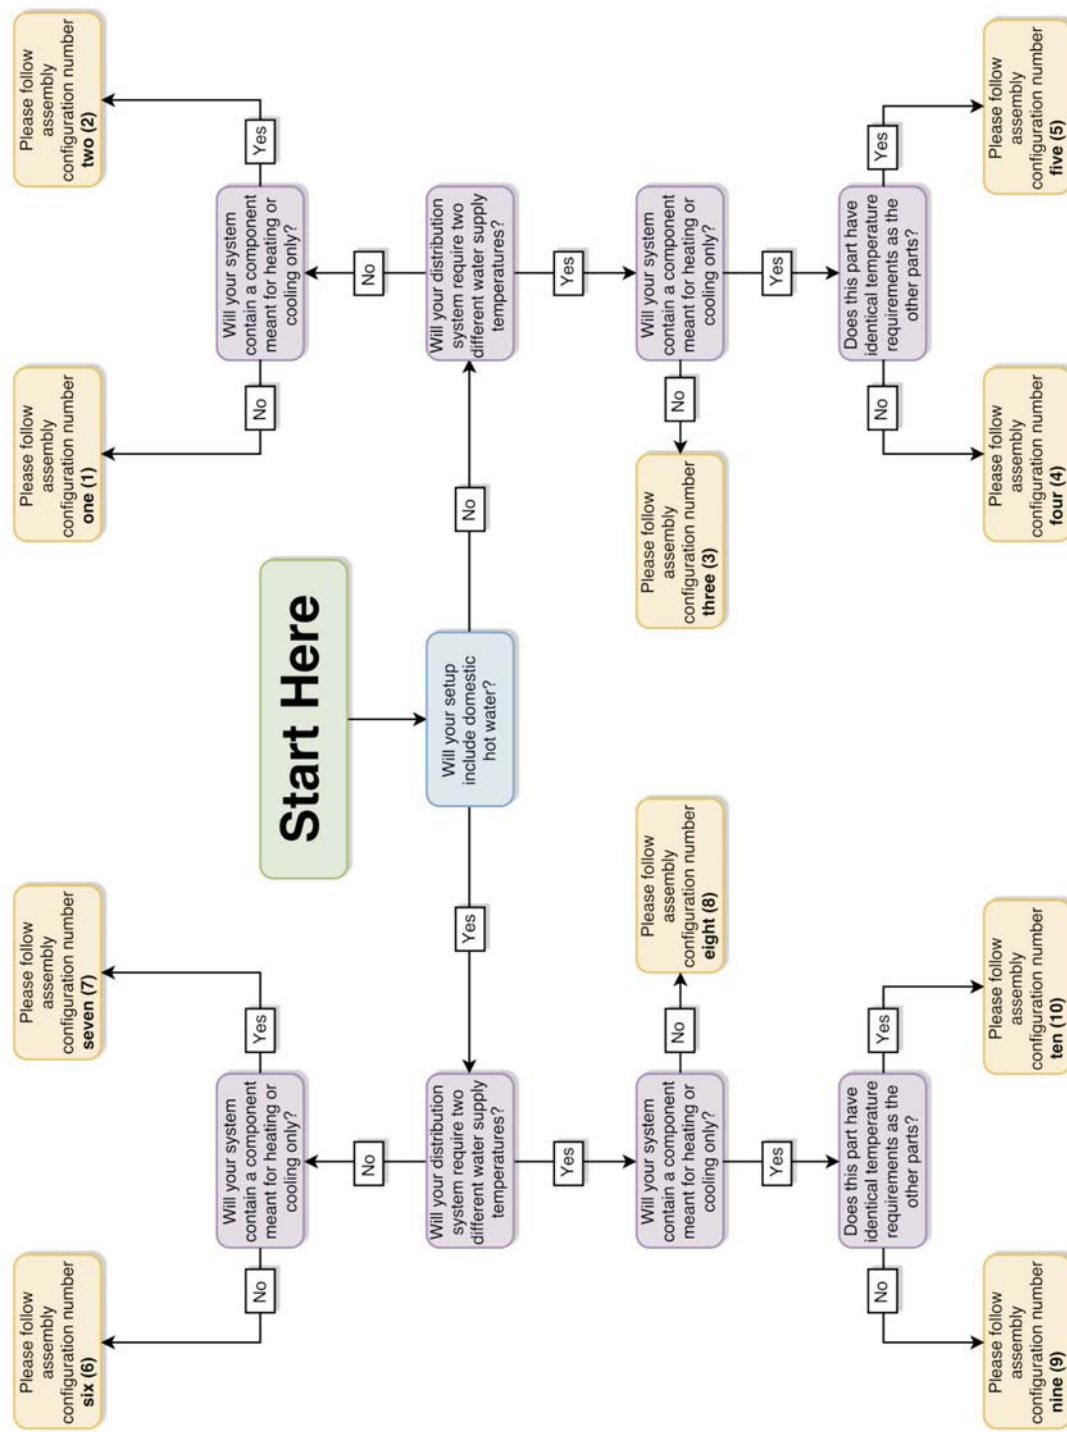 Please follow
assembly
configuration number
six (6)
Please follow
assembly
configuration number
seven (7)
Please follow
assembly
configuration number
one (1)
Please follow
assembly
configuration number
two (2)
No
Will your system
contain a component
meant for heating or
cooling only?
Yes
Start Here
No
Will your system
contain a component
meant for heating or
cooling only?
Yes
No
No
Will your distribution
system require two
different water supply
temperatures?
Yes
Will your setup
include domestic
hot water?
No
Will your distribution
system require two
different water supply
temperatures?
Yes
Yes
Will your system
contain a component
meant for heating or
cooling only?
No
Please follow
assembly
configuration number
eight (8)
Please follow
assembly
configuration number
three (3)
No
Will your system
contain a component
meant for heating or
cooling only?
Yes
Yes
No
Does this part have
identical temperature
requirements as the
other parts?
Yes
No
Does this part have
identical temperature
requirements as the
other parts?
Yes
Please follow
assembly
configuration number
nine (9)
Please follow
assembly
configuration number
ten (10)
Please follow
assembly
configuration number
four (4)
Please follow
assembly
configuration number
five (5)